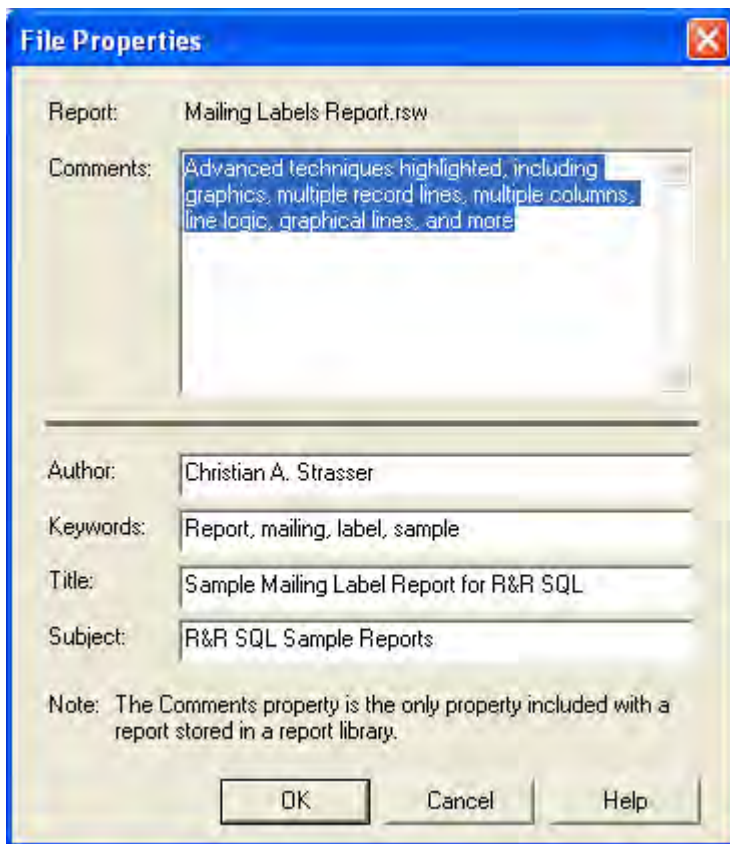 File Properties
Report: Mailing Labels Report.rsw
Comments: Advanced techniques highlighted, including
graphics, multiple record lines, multiple columns,
line logic, graphical lines, and more
Author: Christian A. Strasser
Keywords: Report, mailing, label, sample
Title: Sample Mailing Label Report for R&R SQL
Subject: R&R SQL Sample Reports
Note: The Comments property is the only property included with a
report stored in a report library.
OK Cancel Help